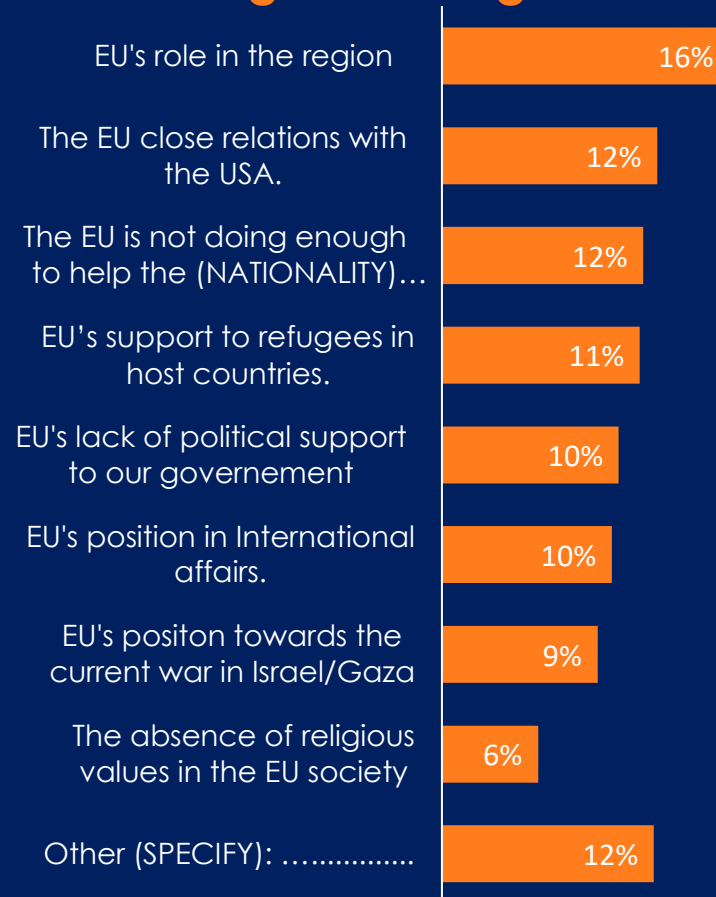 EU's role in the region
16%
The EU close relations with
the USA.
12%
The EU is not doing enough
to help the (NATIONALITY)…
12%
EU’s support to refugees in
host countries.
11%
EU's lack of political support
to our governement
10%
EU's position in International
affairs.
10%
EU's positon towards the
current war in Israel/Gaza
9%
The absence of religious
values in the EU society
6%
Other (SPECIFY): ….............
12%